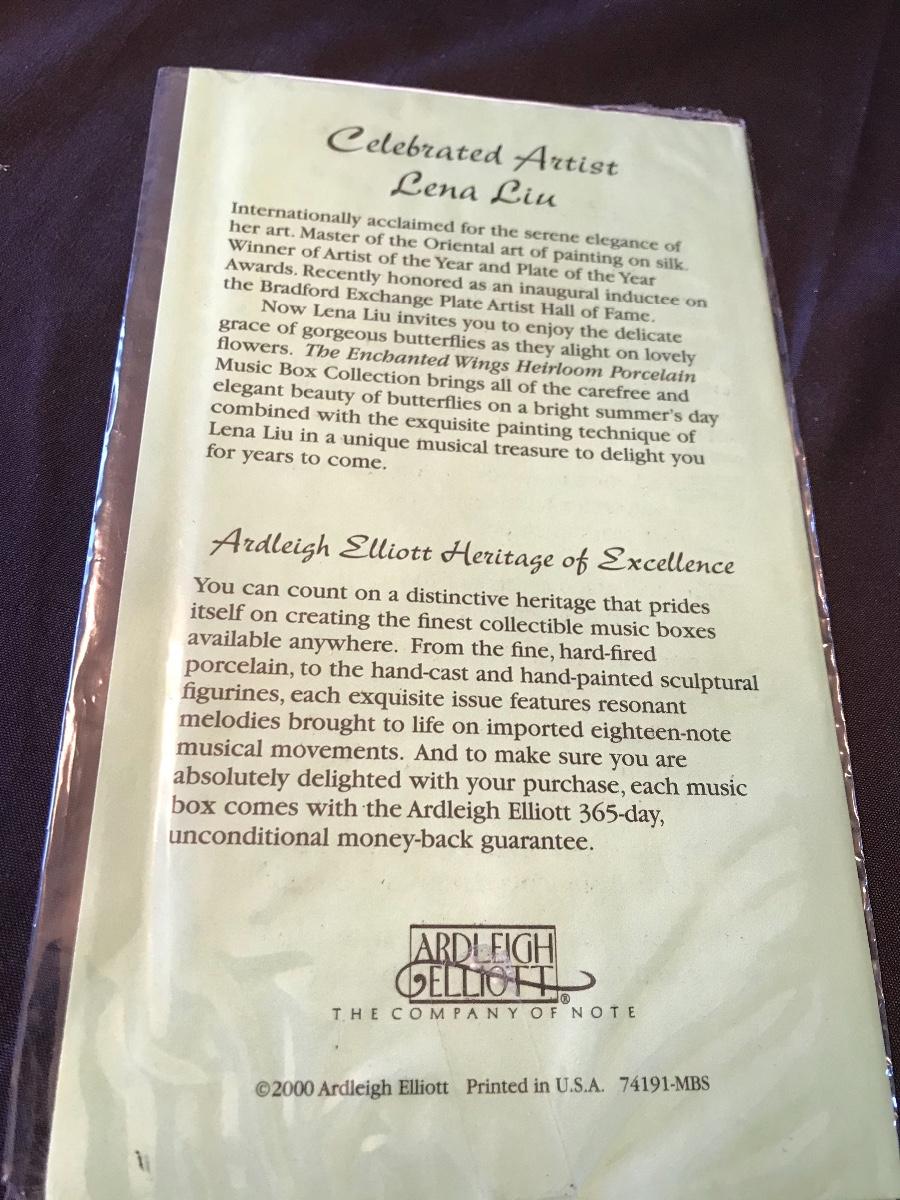 Celebrated Artist
Lena Liu
Internationally acclaimed for the serene elegance of
her art. Master of the Oriental art of painting on silk.
Winner of Artist of the Year and Plate of the Year
Awards. Recently honored as an inaugural inductee on
the Bradford Exchange Plate Artist Hall of Fame.
Now Lena Liu invites you to enjoy the delicate
grace of gorgeous butterflies as they alight on lovely
flowers. The Enchanted Wings Heirloom Porcelain
Music Box Collection brings all of the carefree and
elegant beauty of butterflies on a bright summer's day
combined with the exquisite painting technique of
Lena Liu in a unique musical treasure to delight you
for years to come.
Ardleigh Elliott Heritage of Excellence
You can count on a distinctive heritage that prides
itself on creating the finest collectible music boxes
available anywhere. From the fine, hard-fired
porcelain, to the hand-cast and hand-painted sculptural
figurines, each exquisite issue features resonant
melodies brought to life on imported eighteen-note
musical movements. And to make sure you are
absolutely delighted with your purchase, each music
box comes with the Ardleigh Elliott 365-day,
unconditional money-back guarantee.
ARDLEIGH
ELLIOTT®
THE COMPANY OF NOTE
©2000 Ardleigh Elliott Printed in U.S.A. 74191-MBS